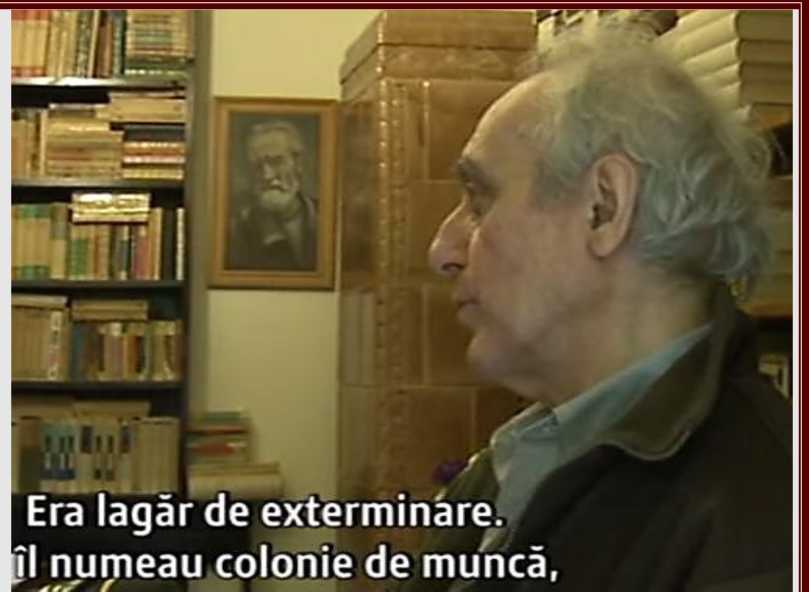 Era lagăr de exterminare.
îl numeau colonie de muncă,